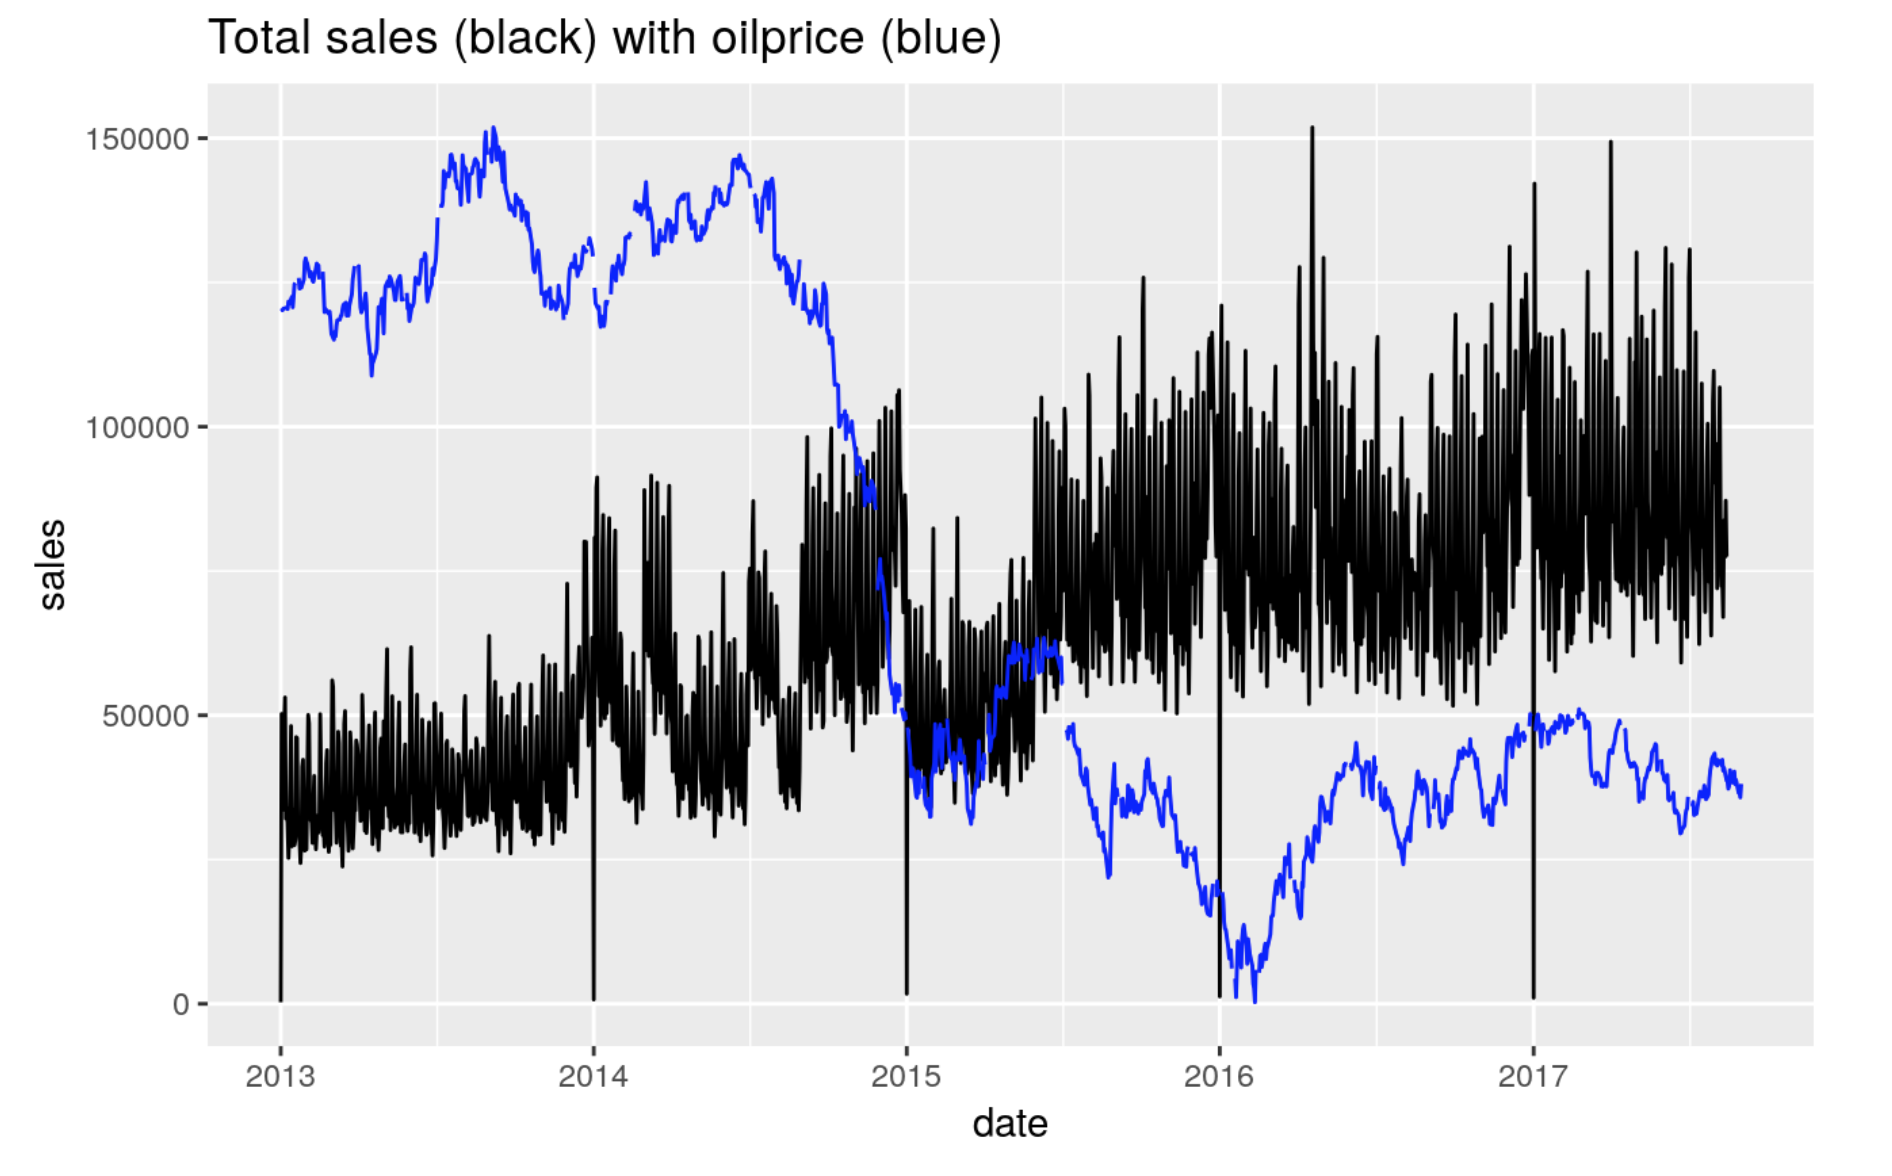 Total sales (black) with oilprice (blue)
150000
100000
50000
0
sales
2013 2014 2015 2016 2017
date